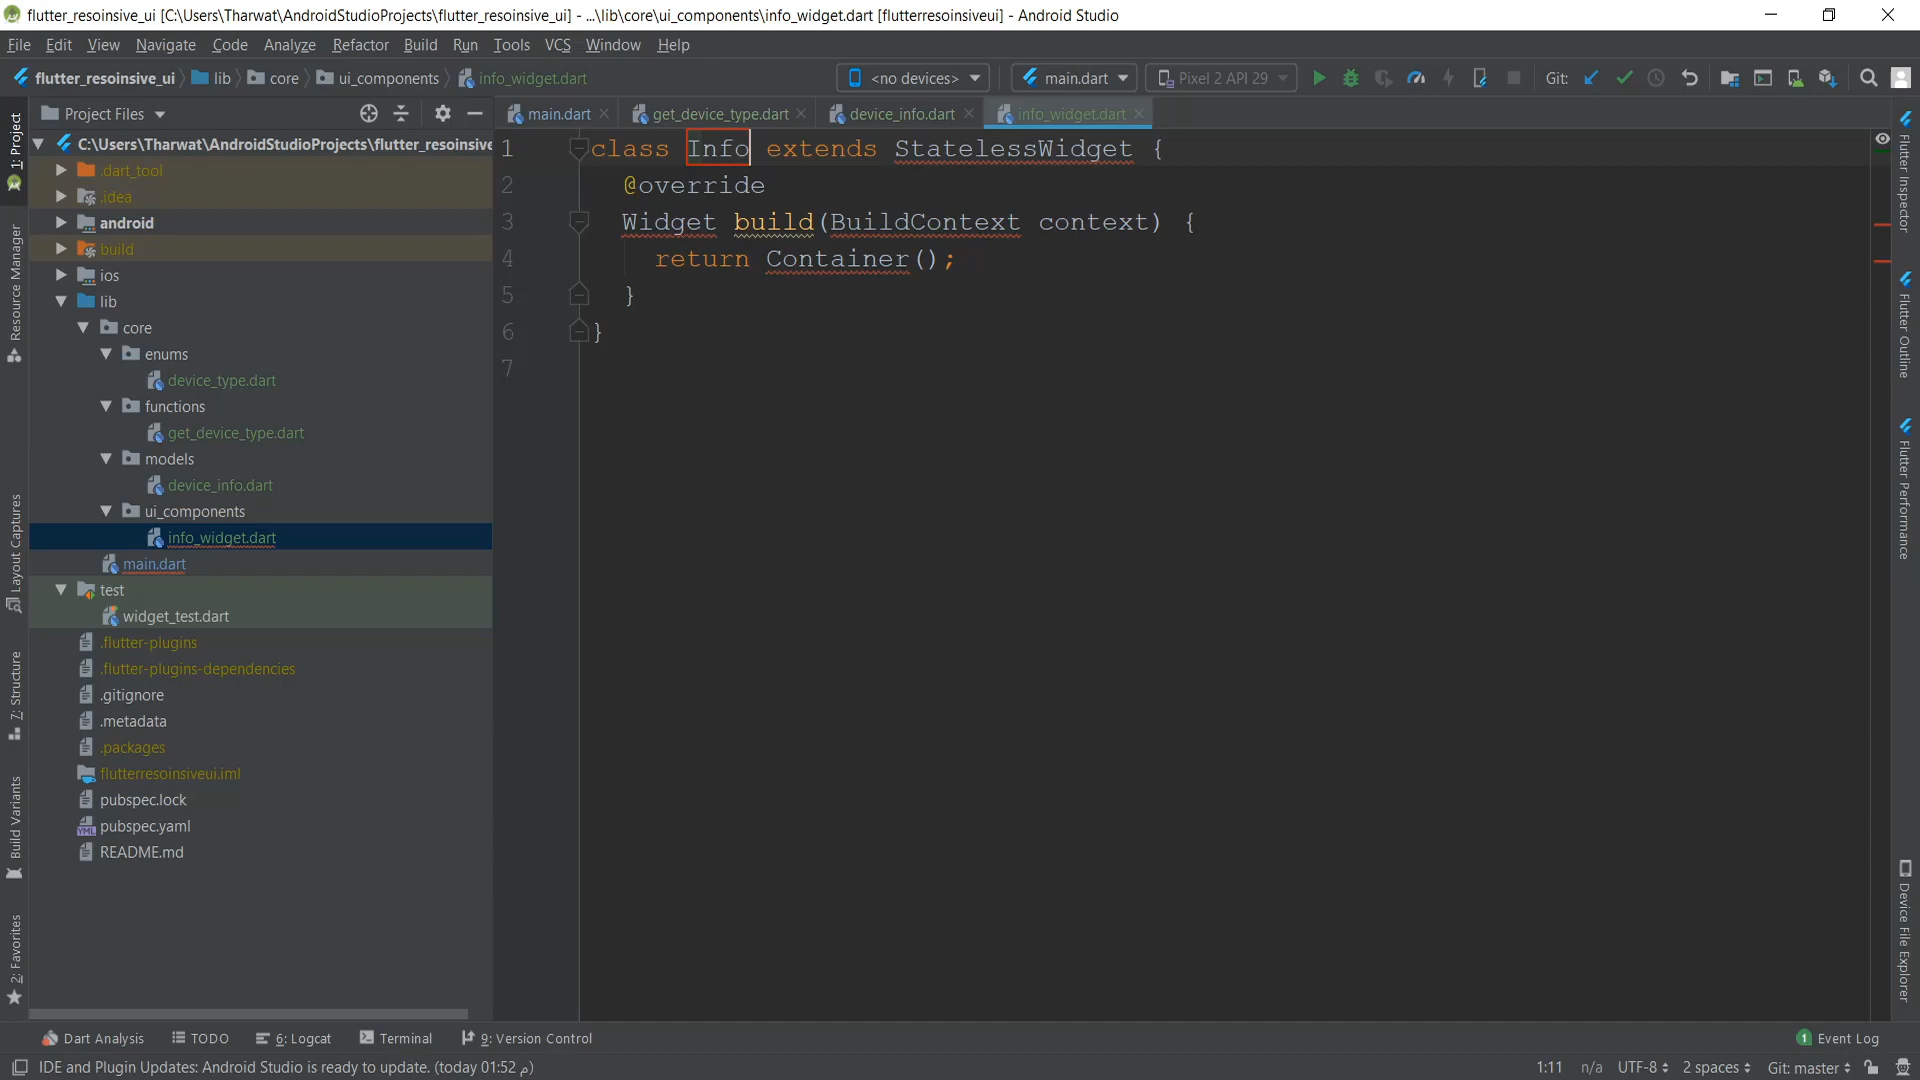 flutter_resoinsive_ui [C:\Users\Tharwat\AndroidStudioProjects\flutter_resoinsive_ui] - ...\lib\core\ui_components\info_widget.dart [flutterresoinsiveui] - Android Studio
File Edit View Navigate Code Analyze Refactor Build Run Tools VCS Window Help
flutter_resoinsive_ui lib core ui_components info_widget.dart <no devices> main.dart Pixel 2 API 29 Git:
Project Files
main.dart get_device_type.dart device_info.dart info_widget.dart
C:\Users\Tharwat\AndroidStudioProjects\flutter_resoinsive
.dart_tool
.idea
android
build
ios
lib
core
enums
device_type.dart
functions
get_device_type.dart
models
device_info.dart
ui_components
info_widget.dart
main.dart
test
widget_test.dart
.flutter-plugins
.flutter-plugins-dependencies
.gitignore
.metadata
.packages
flutterresoinsiveui.iml
pubspec.lock
pubspec.yaml
README.md
1 class Info extends StatelessWidget {
2 @override
3 Widget build(BuildContext context) {
4 return Container();
5 }
6 }
7
1: Project
Resource Manager
Layout Captures
7: Structure
Build Variants
2: Favorites
Flutter Inspector
Flutter Outline
Flutter Performance
Device File Explorer
Dart Analysis TODO 6: Logcat Terminal 9: Version Control 1 Event Log
IDE and Plugin Updates: Android Studio is ready to update. (today 01:52 م) 1:11 n/a UTF-8 2 spaces Git: master